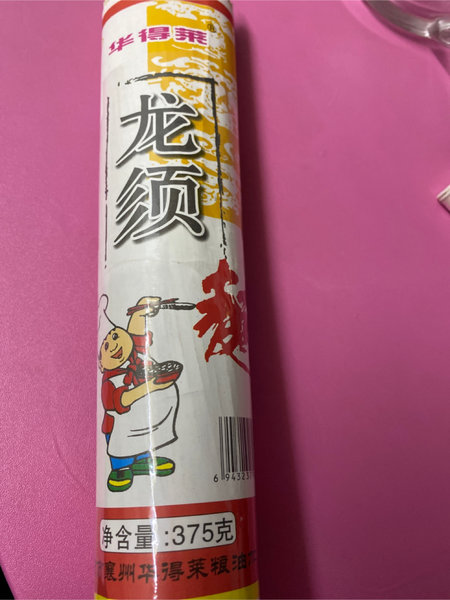 华得莱
龙须
麵
6 94323
净含量:375克
襄州华得莱粮油